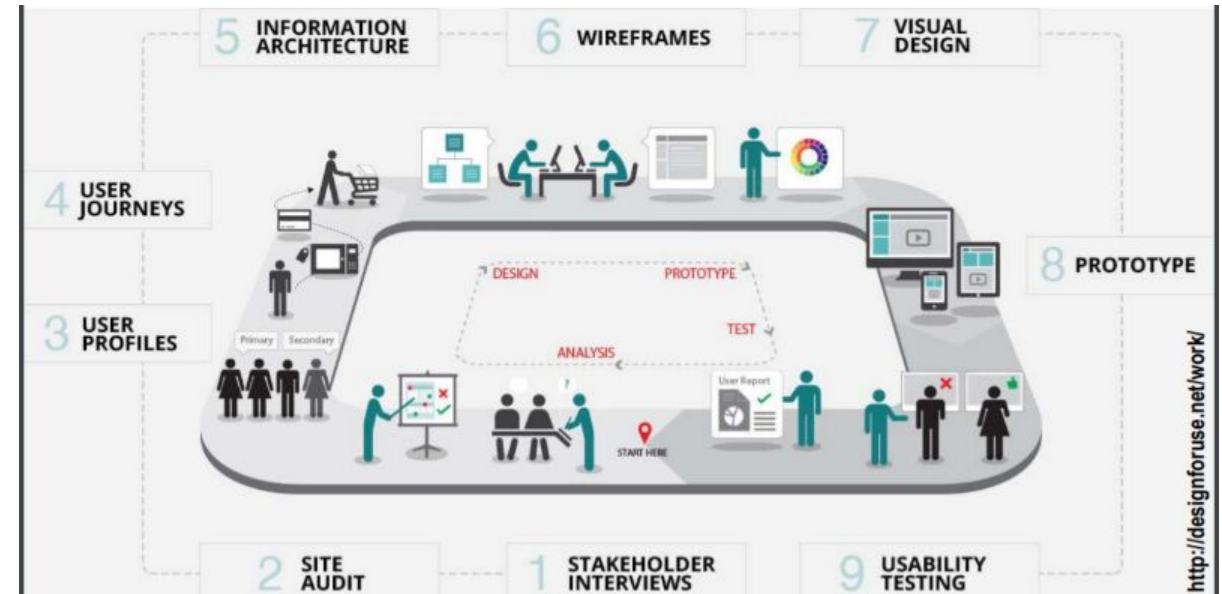 5 INFORMATION
ARCHITECTURE
6 WIREFRAMES
7 VISUAL
DESIGN
4 USER
JOURNEYS
8 PROTOTYPE
3 USER
PROFILES
DESIGN
PROTOTYPE
TEST
ANALYSIS
Primary
Secondary
?
User Report
START HERE
2 SITE
AUDIT
1 STAKEHOLDER
INTERVIEWS
9 USABILITY
TESTING
http://designforuse.net/work/